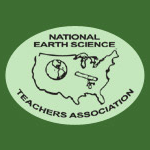 NATIONAL
EARTH SCIENCE
TEACHERS ASSOCIATION